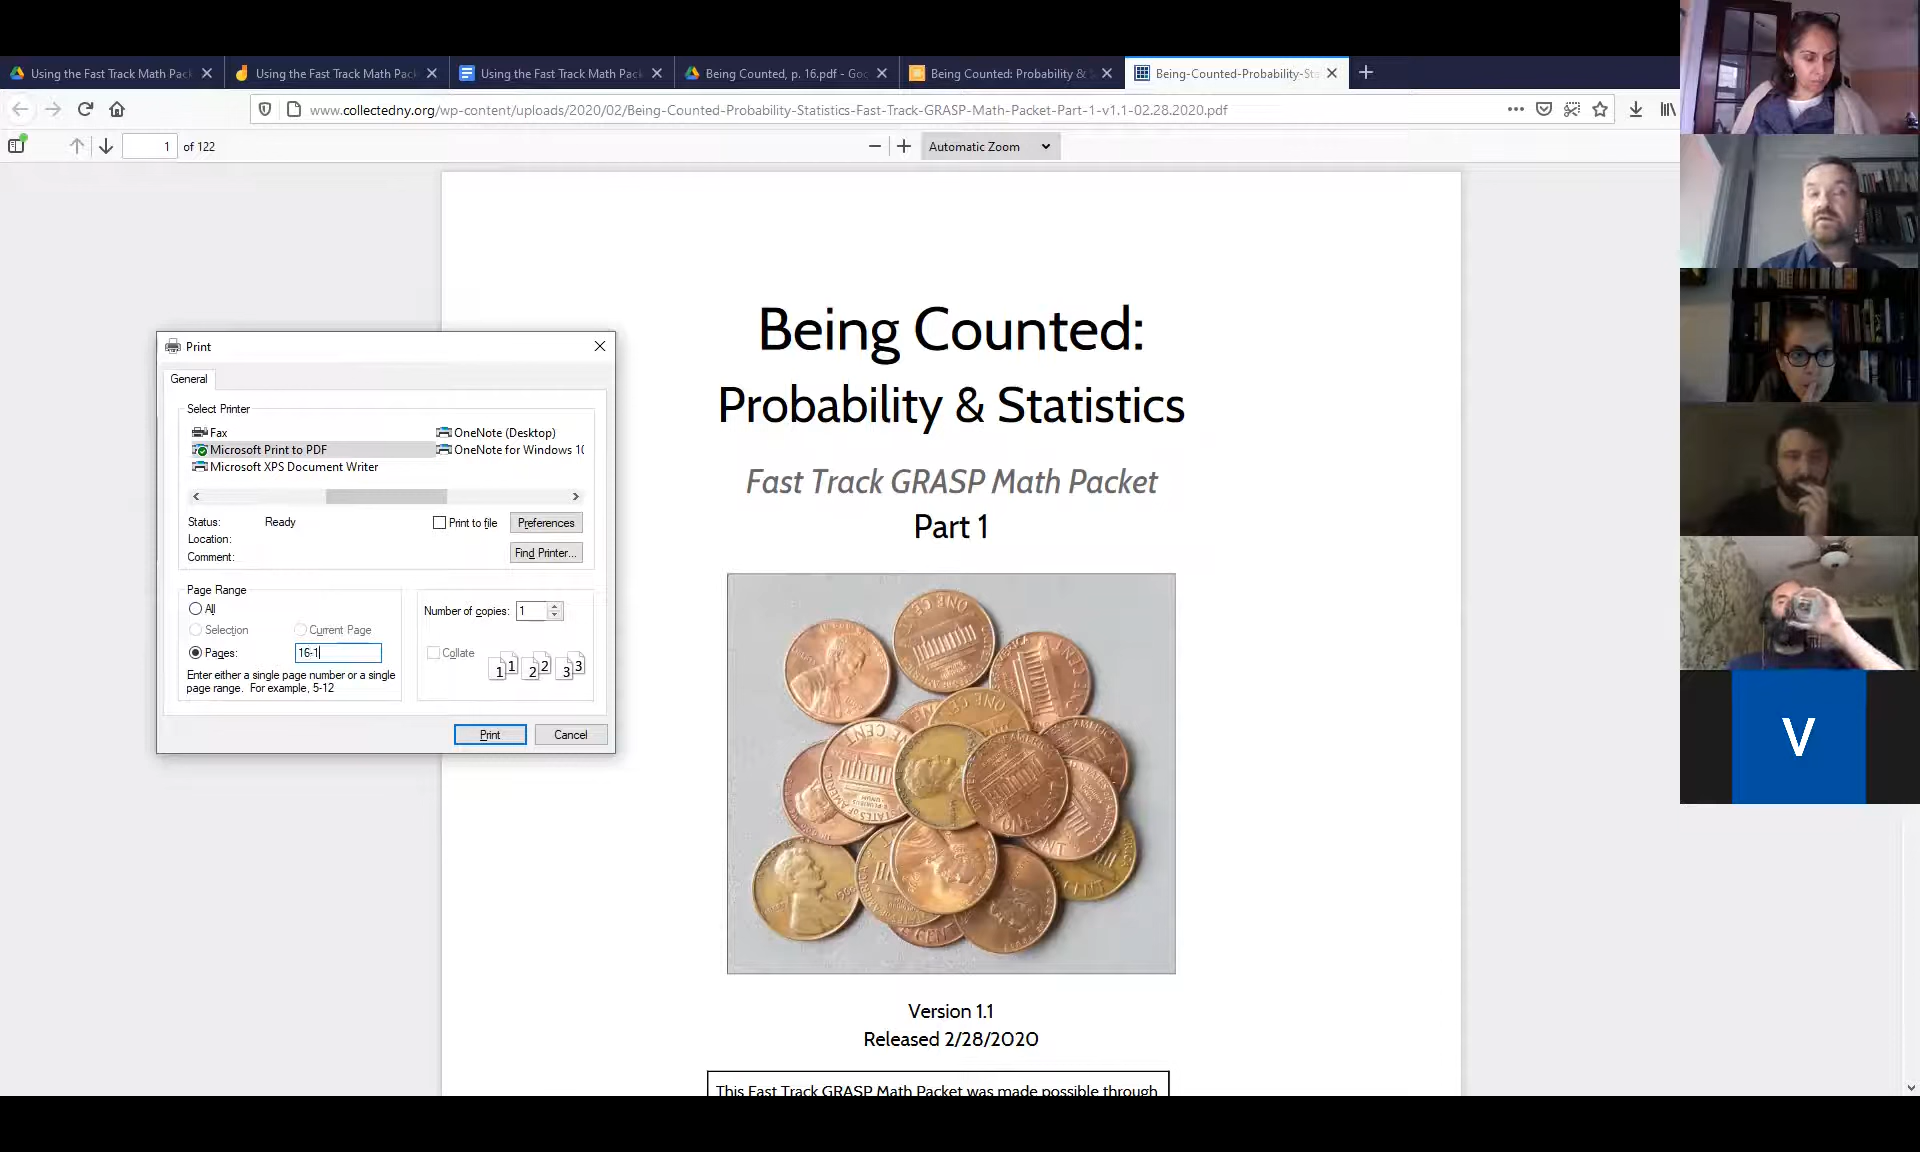 Using the Fast Track Math Pac
Using the Fast Track Math Pac
Using the Fast Track Math Pac
Being Counted, p. 16.pdf - Goo
Being Counted: Probability &
Being-Counted-Probability-St
www.collectedny.org/wp-content/uploads/2020/02/Being-Counted-Probability-Statistics-Fast-Track-GRASP-Math-Packet-Part-1-v1.1-02.28.2020.pdf
1 of 122
Automatic Zoom
Print
General
Select Printer
Fax
OneNote (Desktop)
Microsoft Print to PDF
OneNote for Windows 10
Microsoft XPS Document Writer
Status: Ready
Print to file
Preferences
Location:
Find Printer...
Comment:
Page Range
All
Selection
Current Page
Pages: 16-1
Enter either a single page number or a single
page range. For example, 5-12
Number of copies: 1
Collate
1 1 2 2 3 3
Print
Cancel
Being Counted:
Probability & Statistics
Fast Track GRASP Math Packet
Part 1
Version 1.1
Released 2/28/2020
This Fast Track GRASP Math Packet was made possible through
V